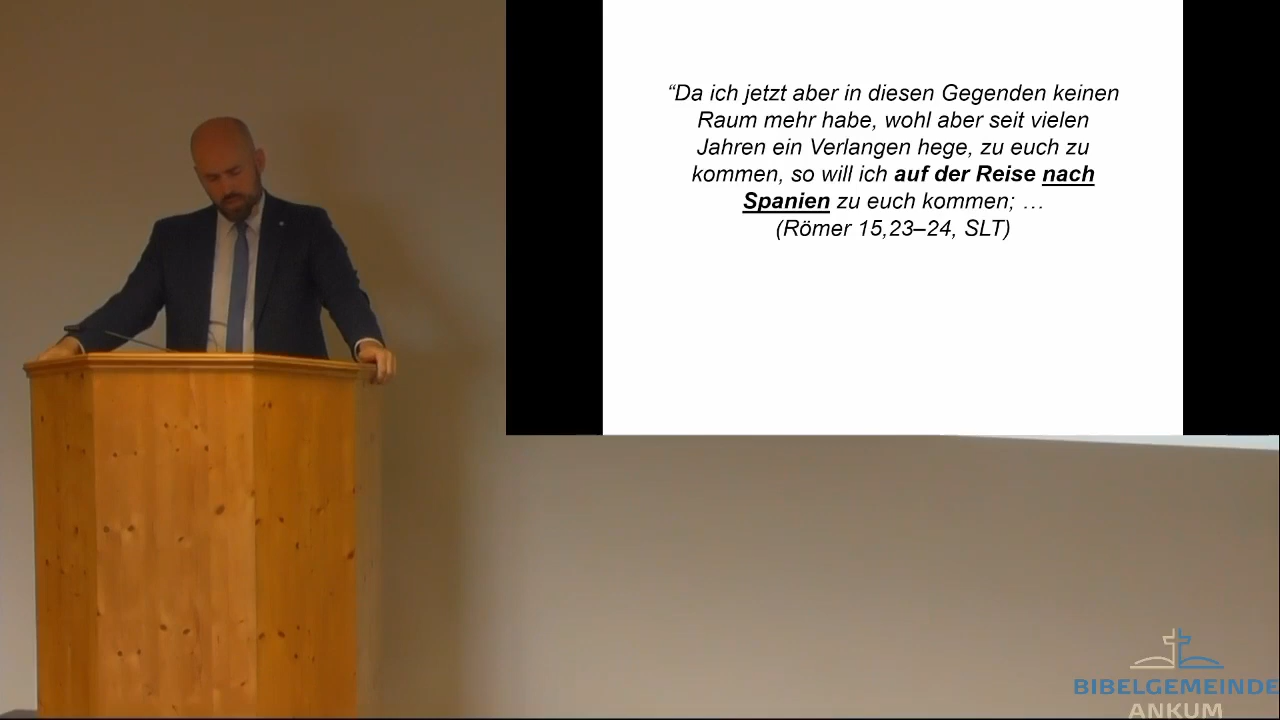 “Da ich jetzt aber in diesen Gegenden keinen
Raum mehr habe, wohl aber seit vielen
Jahren ein Verlangen hege, zu euch zu
kommen, so will ich auf der Reise nach
Spanien zu euch kommen; …
(Römer 15,23–24, SLT)
BIBELGEMEINDE
ANKUM